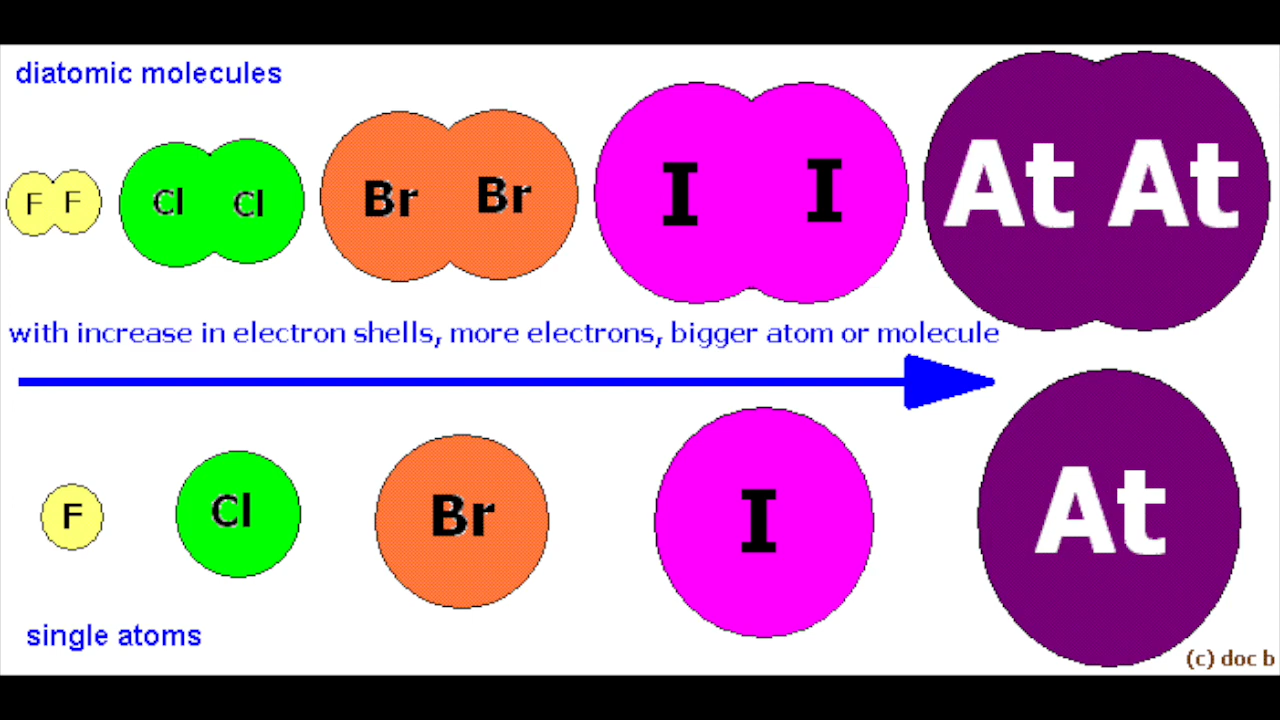 diatomic molecules
F F Cl Cl Br Br I I At At
with increase in electron shells, more electrons, bigger atom or molecule
F Cl Br I At
single atoms
(c) doc b